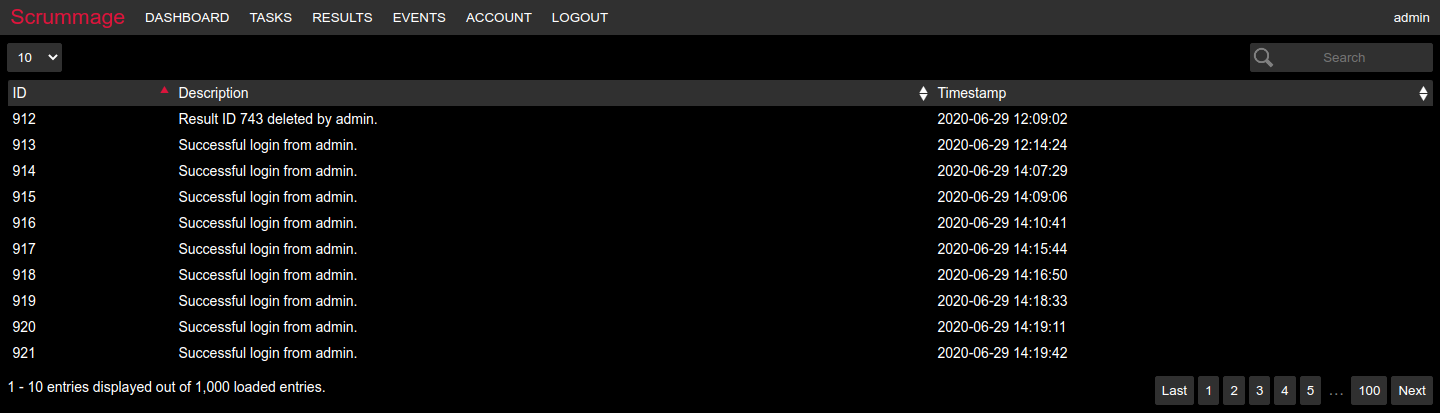 Scrummage DASHBOARD TASKS RESULTS EVENTS ACCOUNT LOGOUT admin
10 Search
ID Description Timestamp
912 Result ID 743 deleted by admin. 2020-06-29 12:09:02
913 Successful login from admin. 2020-06-29 12:14:24
914 Successful login from admin. 2020-06-29 14:07:29
915 Successful login from admin. 2020-06-29 14:09:06
916 Successful login from admin. 2020-06-29 14:10:41
917 Successful login from admin. 2020-06-29 14:15:44
918 Successful login from admin. 2020-06-29 14:16:50
919 Successful login from admin. 2020-06-29 14:18:33
920 Successful login from admin. 2020-06-29 14:19:11
921 Successful login from admin. 2020-06-29 14:19:42
1 - 10 entries displayed out of 1,000 loaded entries. Last 1 2 3 4 5 ... 100 Next